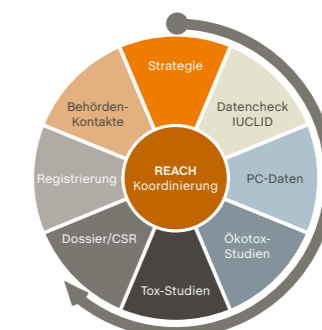 Strategie
Datencheck
IUCLID
PC-Daten
Ökotox-
Studien
Tox-Studien
Dossier/CSR
Registrierung
Behörden-
Kontakte
REACH
Koordinierung